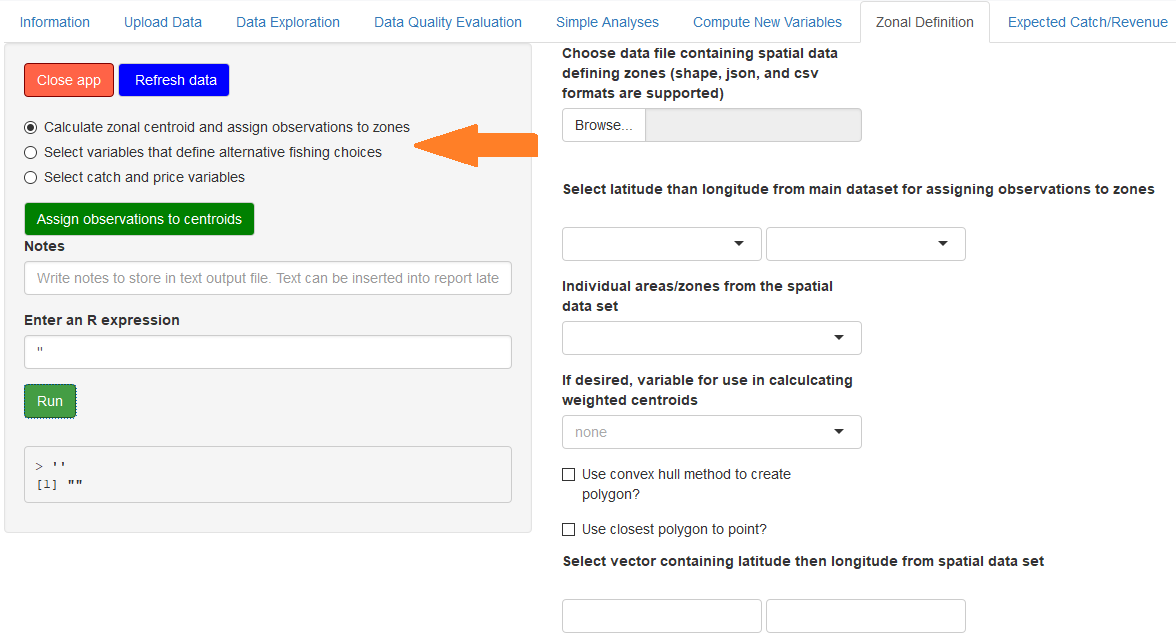 Information Upload Data Data Exploration Data Quality Evaluation Simple Analyses Compute New Variables Zonal Definition Expected Catch/Revenue
Close app Refresh data
Calculate zonal centroid and assign observations to zones
Select variables that define alternative fishing choices
Select catch and price variables
Assign observations to centroids
Notes
Write notes to store in text output file. Text can be inserted into report late
Enter an R expression
"
Run
> ''
[1] ""
Choose data file containing spatial data
defining zones (shape, json, and csv
formats are supported)
Browse...
Select latitude than longitude from main dataset for assigning observations to zones
Individual areas/zones from the spatial
data set
If desired, variable for use in calculcating
weighted centroids
none
Use convex hull method to create
polygon?
Use closest polygon to point?
Select vector containing latitude then longitude from spatial data set